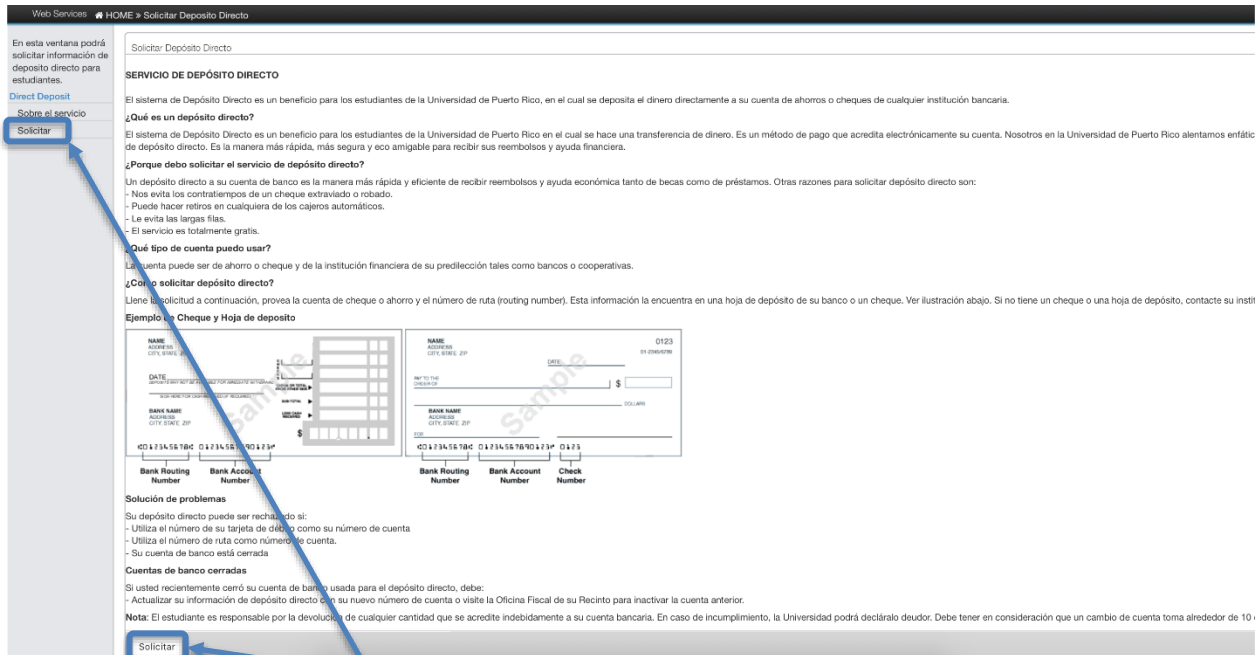 Web Services HOME » Solicitar Deposito Directo
En esta ventana podrá
solicitar información de
deposito directo para
estudiantes.
Direct Deposit
Sobre el servicio
Solicitar
Solicitar Depósito Directo
SERVICIO DE DEPÓSITO DIRECTO
El sistema de Depósito Directo es un beneficio para los estudiantes de la Universidad de Puerto Rico, en el cual se deposita el dinero directamente a su cuenta de ahorros o cheques de cualquier institución bancaria.
¿Qué es un depósito directo?
El sistema de Depósito Directo es un beneficio para los estudiantes de la Universidad de Puerto Rico en el cual se hace una transferencia de dinero. Es un método de pago que acredita electrónicamente su cuenta. Nosotros en la Universidad de Puerto Rico alentamos enfátic
de depósito directo. Es la manera más rápida, más segura y eco amigable para recibir sus reembolsos y ayuda financiera.
¿Porque debo solicitar el servicio de depósito directo?
Un depósito directo a su cuenta de banco es la manera más rápida y eficiente de recibir reembolsos y ayuda económica tanto de becas como de préstamos. Otras razones para solicitar depósito directo son:
- Nos evita los contratiempos de un cheque extraviado o robado.
- Puede hacer retiros en cualquiera de los cajeros automáticos.
- Le evita las largas filas.
- El servicio es totalmente gratis.
¿Qué tipo de cuenta puedo usar?
La cuenta puede ser de ahorro o cheque y de la institución financiera de su predilección tales como bancos o cooperativas.
¿Como solicitar depósito directo?
Llene la solicitud a continuación, provea la cuenta de cheque o ahorro y el número de ruta (routing number). Esta información la encuentra en una hoja de depósito de su banco o un cheque. Ver ilustración abajo. Si no tiene un cheque o una hoja de depósito, contacte su instit
Ejemplo de Cheque y Hoja de deposito
NAME
ADDRESS
CITY, STATE ZIP
DATE
SUB TOTAL
BANK NAME
ADDRESS
CITY, STATE ZIP
$
Sample
⑆012345678⑆ 01234567890123⑈
Bank Routing
Number
Bank Account
Number
NAME
ADDRESS
CITY, STATE ZIP
0123
DATE
PAY TO THE
ORDER OF
$
DOLLARS
BANK NAME
ADDRESS
CITY, STATE ZIP
FOR
Sample
⑆012345678⑆ 01234567890123⑈ 0123
Bank Routing
Number
Bank Account
Number
Check
Number
Solución de problemas
Su depósito directo puede ser rechazado si:
- Utiliza el número de su tarjeta de débito como su número de cuenta
- Utiliza el número de ruta como número de cuenta.
- Su cuenta de banco está cerrada
Cuentas de banco cerradas
Si usted recientemente cerró su cuenta de banco usada para el depósito directo, debe:
- Actualizar su información de depósito directo con su nuevo número de cuenta o visite la Oficina Fiscal de su Recinto para inactivar la cuenta anterior.
Nota: El estudiante es responsable por la devolución de cualquier cantidad que se acredite indebidamente a su cuenta bancaria. En caso de incumplimiento, la Universidad podrá decláralo deudor. Debe tener en consideración que un cambio de cuenta toma alrededor de 10
Solicitar